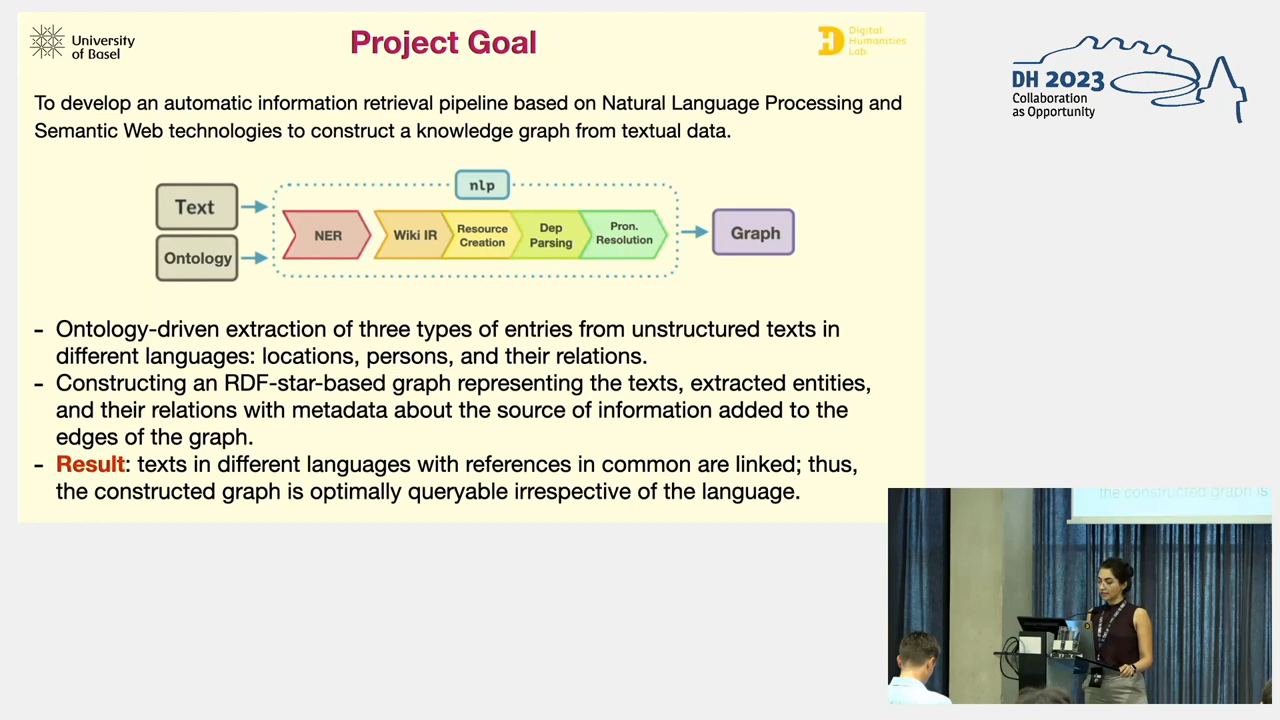 University
of Basel
Project Goal
Digital
Humanities
Lab
To develop an automatic information retrieval pipeline based on Natural Language Processing and
Semantic Web technologies to construct a knowledge graph from textual data.
nlp
Text
Ontology
NER
Wiki IR
Resource
Creation
Dep
Parsing
Pron.
Resolution
Graph
- Ontology-driven extraction of three types of entries from unstructured texts in
different languages: locations, persons, and their relations.
- Constructing an RDF-star-based graph representing the texts, extracted entities,
and their relations with metadata about the source of information added to the
edges of the graph.
- Result: texts in different languages with references in common are linked; thus,
the constructed graph is optimally queryable irrespective of the language.
DH 2023
Collaboration
as Opportunity
the constructed graph is